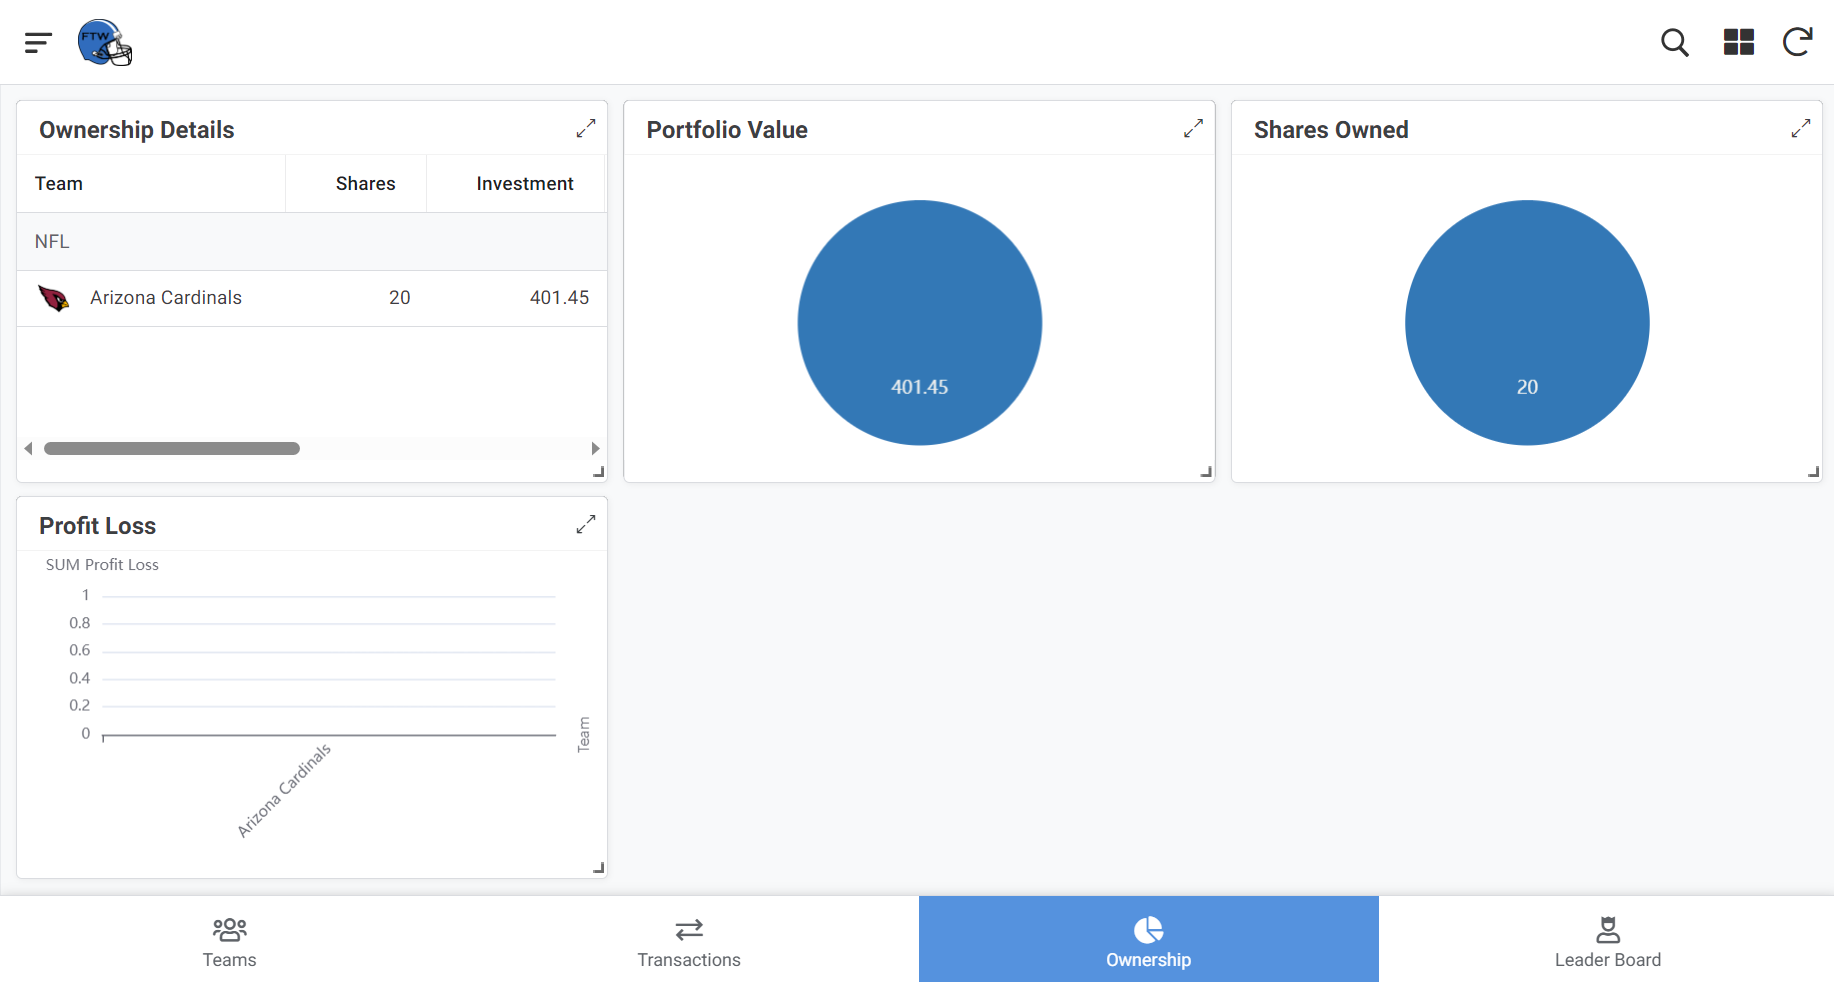 FTW
Ownership Details
Team Shares Investment
NFL
Arizona Cardinals 20 401.45
Portfolio Value
401.45
Shares Owned
20
Profit Loss
SUM Profit Loss
1
0.8
0.6
0.4
0.2
0
Arizona Cardinals
Team
Teams
Transactions
Ownership
Leader Board